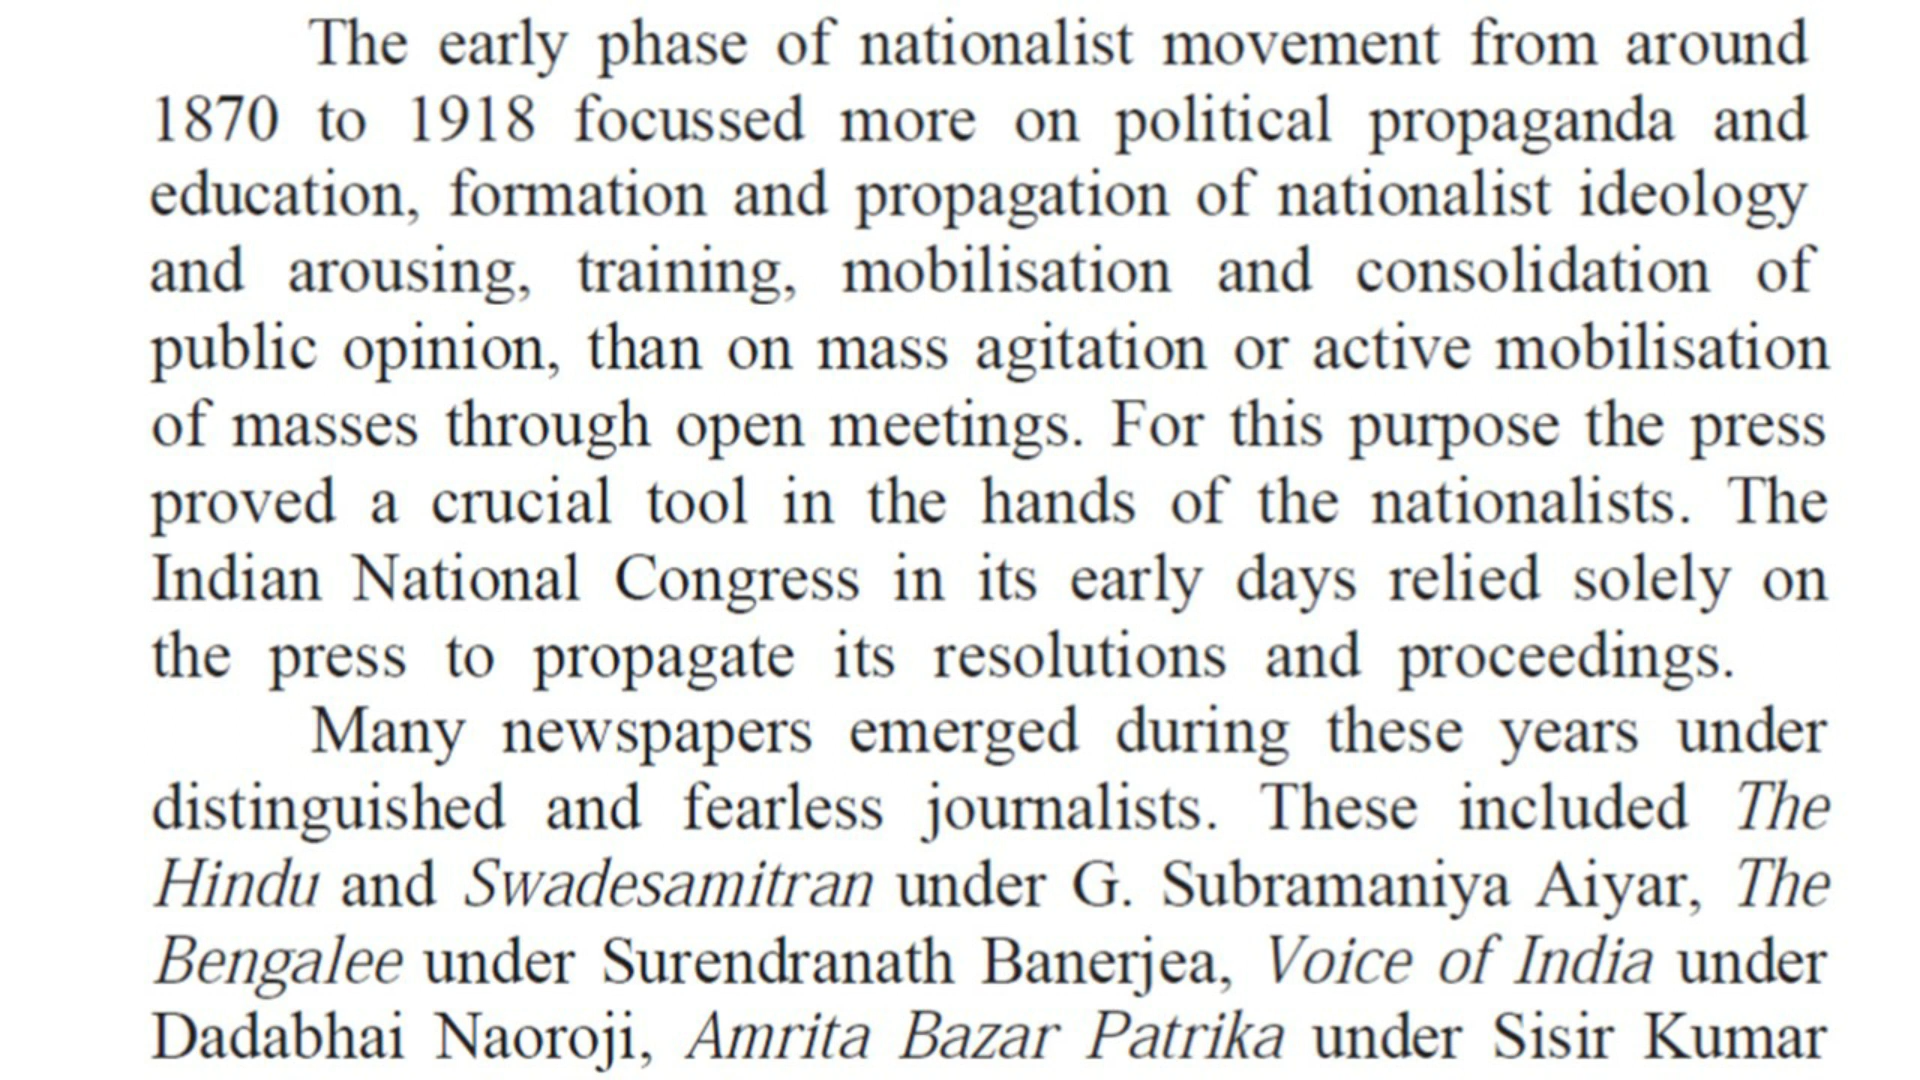 The early phase of nationalist movement from around
1870 to 1918 focussed more on political propaganda and
education, formation and propagation of nationalist ideology
and arousing, training, mobilisation and consolidation of
public opinion, than on mass agitation or active mobilisation
of masses through open meetings. For this purpose the press
proved a crucial tool in the hands of the nationalists. The
Indian National Congress in its early days relied solely on
the press to propagate its resolutions and proceedings.
Many newspapers emerged during these years under
distinguished and fearless journalists. These included The
Hindu and Swadesamitran under G. Subramaniya Aiyar, The
Bengalee under Surendranath Banerjea, Voice of India under
Dadabhai Naoroji, Amrita Bazar Patrika under Sisir Kumar